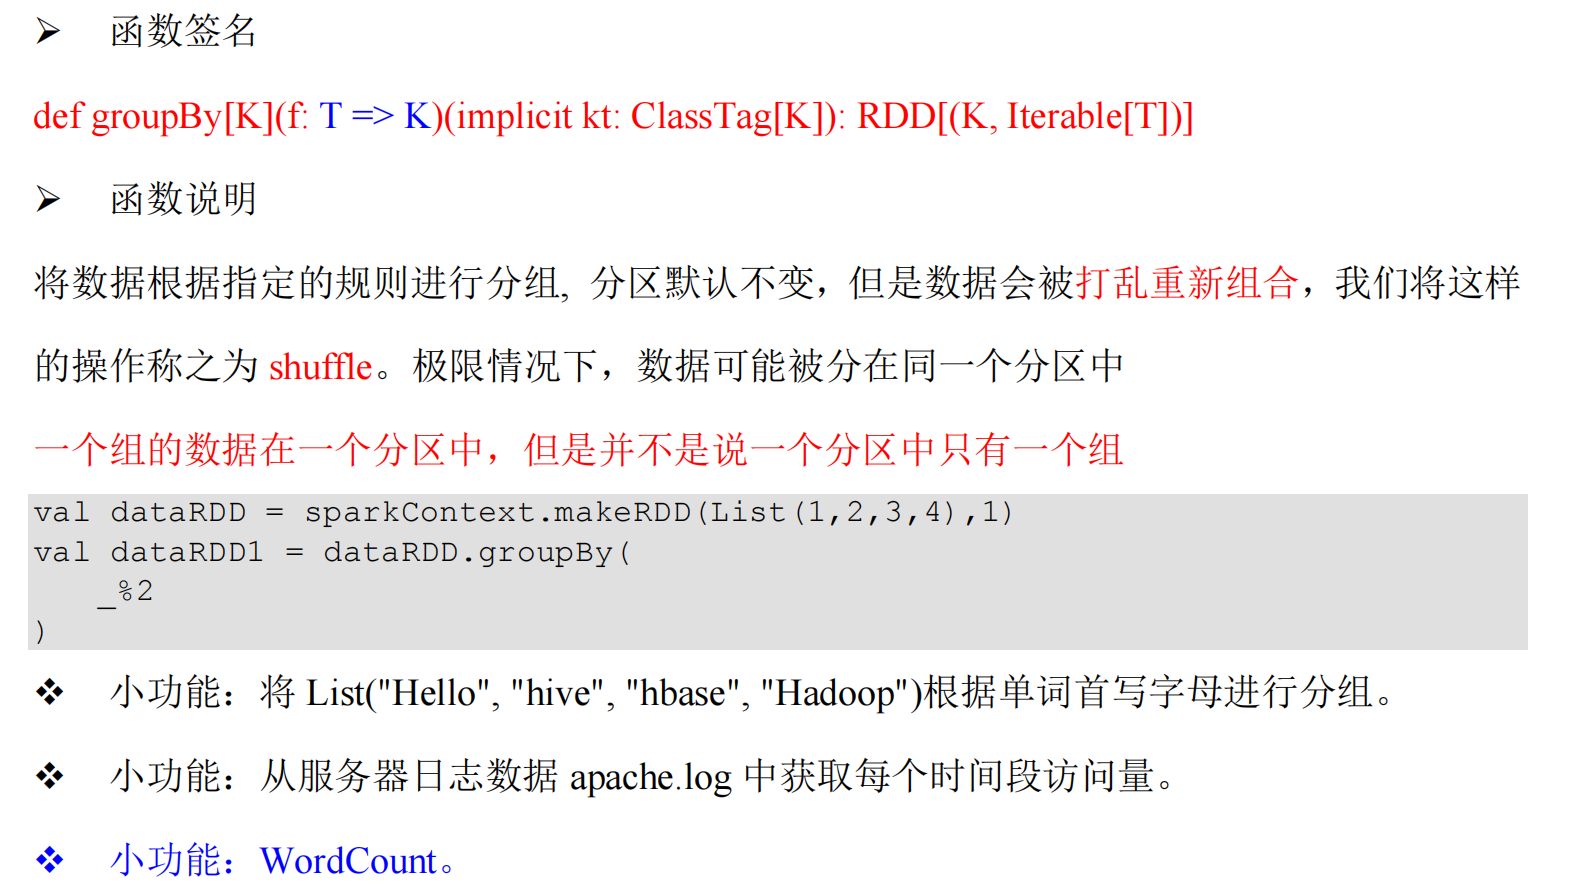 ➢ 函数签名
def groupBy[K](f: T => K)(implicit kt: ClassTag[K]): RDD[(K, Iterable[T])]
➢ 函数说明
将数据根据指定的规则进行分组, 分区默认不变，但是数据会被打乱重新组合，我们将这样
的操作称之为 shuffle。极限情况下，数据可能被分在同一个分区中
一个组的数据在一个分区中，但是并不是说一个分区中只有一个组
val dataRDD = sparkContext.makeRDD(List(1,2,3,4),1)
val dataRDD1 = dataRDD.groupBy(
    _%2
)
❖ 小功能：将 List("Hello", "hive", "hbase", "Hadoop")根据单词首写字母进行分组。
❖ 小功能：从服务器日志数据 apache.log 中获取每个时间段访问量。
❖ 小功能：WordCount。